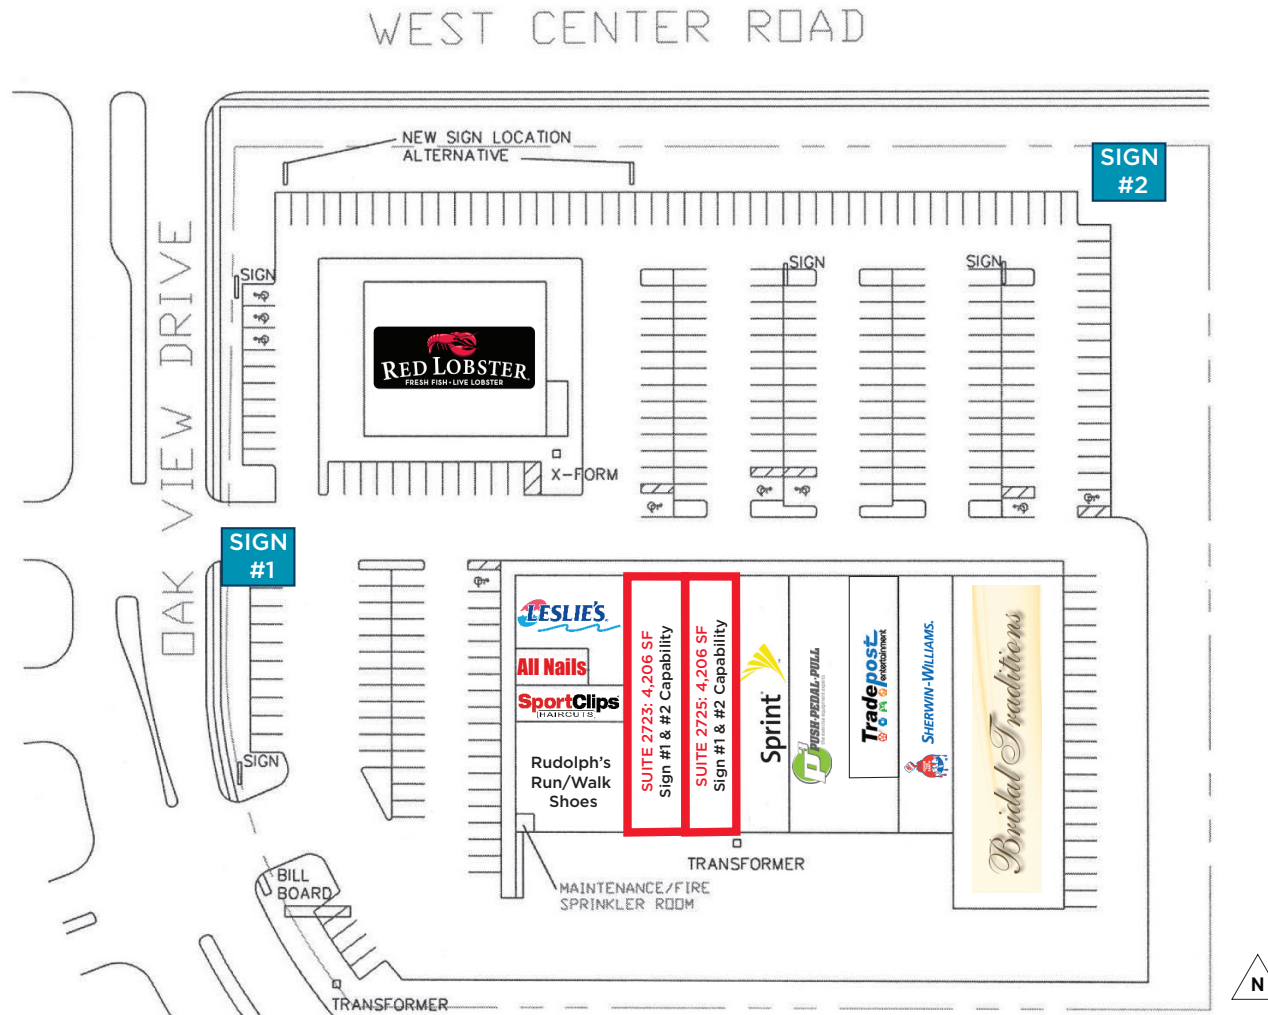 WEST CENTER ROAD
NEW SIGN LOCATION
ALTERNATIVE
SIGN
#2
OAK VIEW DRIVE
SIGN
SIGN
SIGN
RED LOBSTER
FRESH FISH • LIVE LOBSTER
X-FORM
SIGN
#1
LESLIE'S
All Nails
SportClips
HAIRCUTS
Rudolph's
Run/Walk
Shoes
SUITE 2723: 4,206 SF
Sign #1 & #2 Capability
SUITE 2725: 4,206 SF
Sign #1 & #2 Capability
Sprint
P
PUSH·PEDAL·PULL
Tradepost
entertainment
SHERWIN-WILLIAMS.
Bridal Traditions
SIGN
TRANSFORMER
MAINTENANCE/FIRE
SPRINKLER ROOM
BILL
BOARD
TRANSFORMER
N